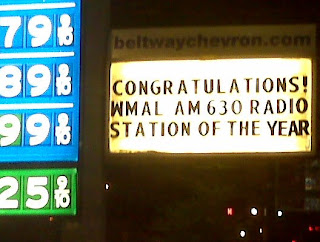 79 9/10
89 9/10
99 9/10
25 9/10
beltwaychevron.com
CONGRATULATIONS!
WMAL AM 630 RADIO
STATION OF THE YEAR